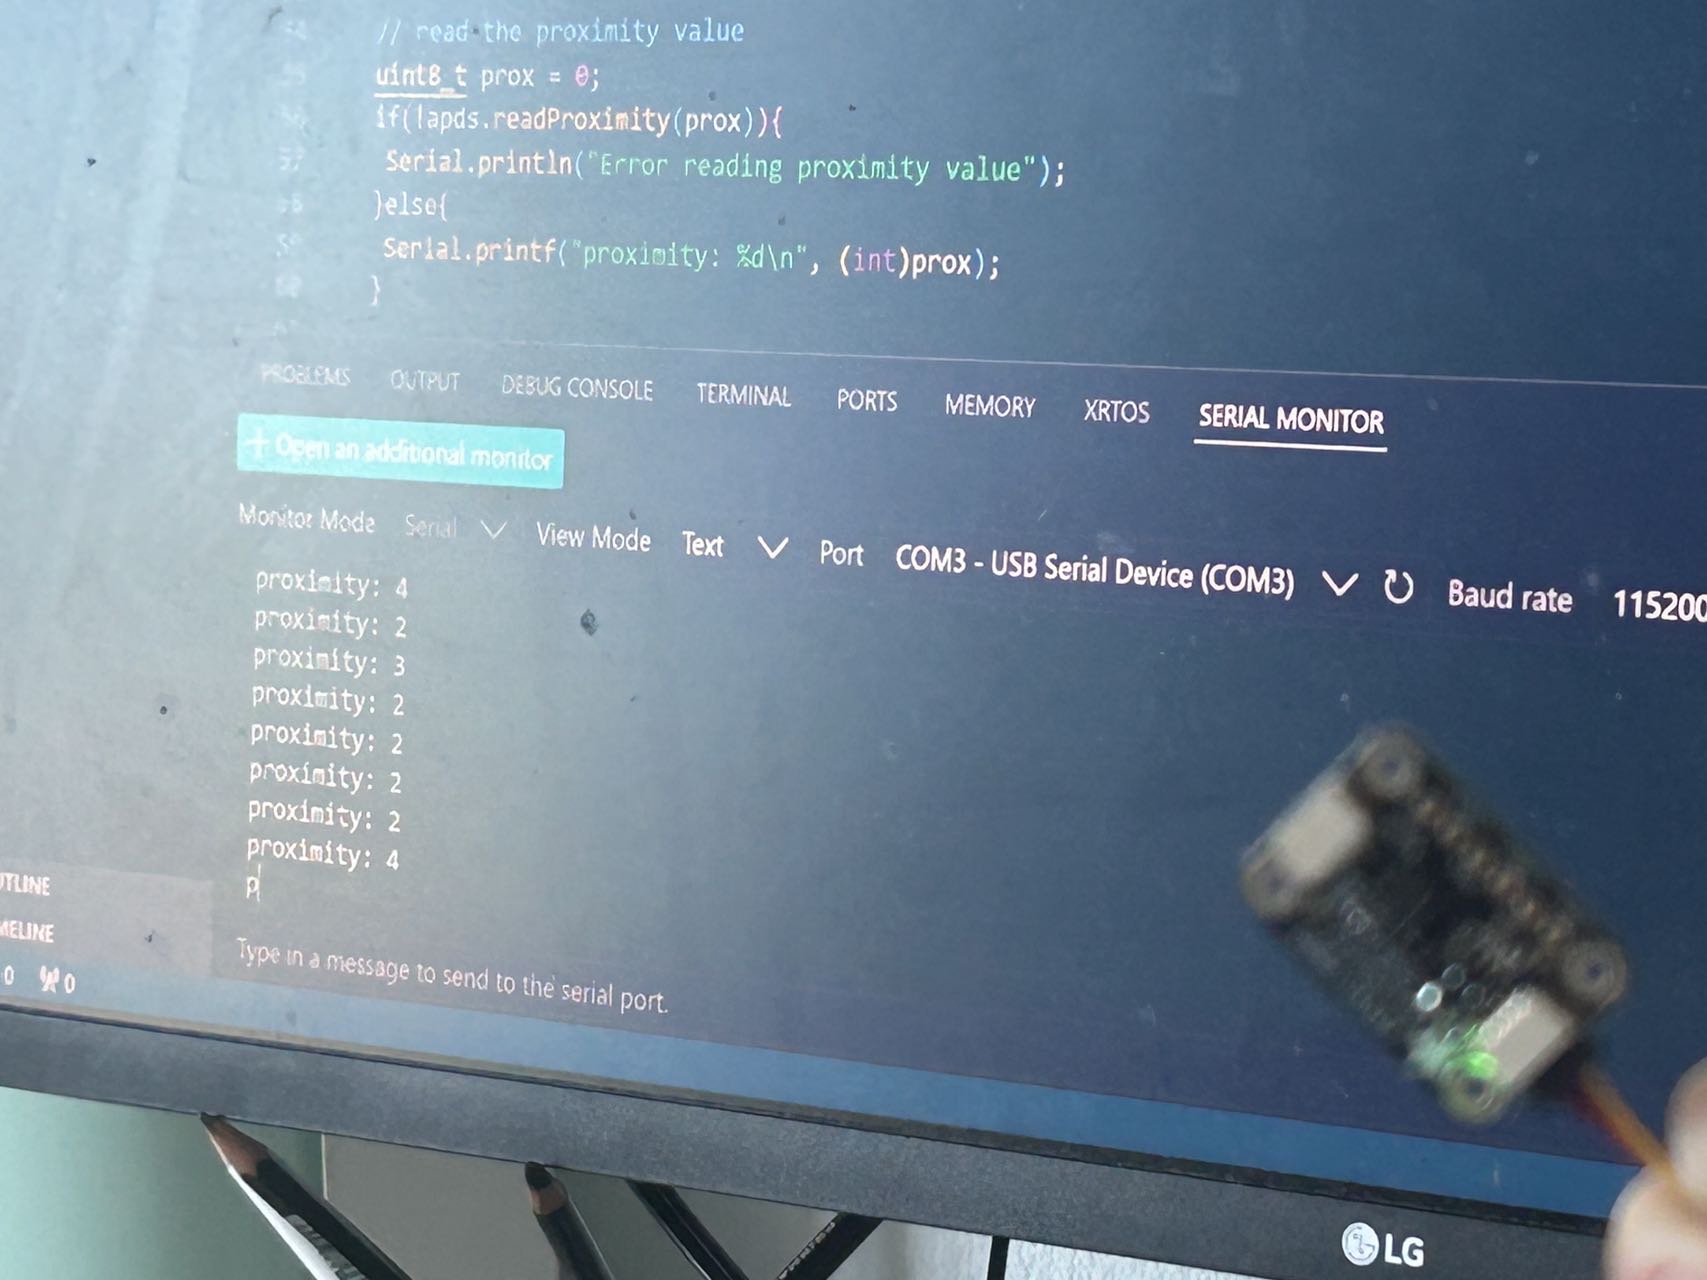 // read the proximity value
uint8_t prox = 0;
if(!apds.readProximity(prox)){
Serial.println("Error reading proximity value");
}else{
Serial.printf("proximity: %d\n", (int)prox);
}
PROBLEMS OUTPUT DEBUG CONSOLE TERMINAL PORTS MEMORY XRTOS SERIAL MONITOR
+ Open an additional monitor
Monitor Mode Serial View Mode Text Port COM3 - USB Serial Device (COM3) Baud rate 115200
proximity: 4
proximity: 2
proximity: 3
proximity: 2
proximity: 2
proximity: 2
proximity: 2
proximity: 4
p
UTLINE
MELINE
0 0
Type in a message to send to the serial port.
LG